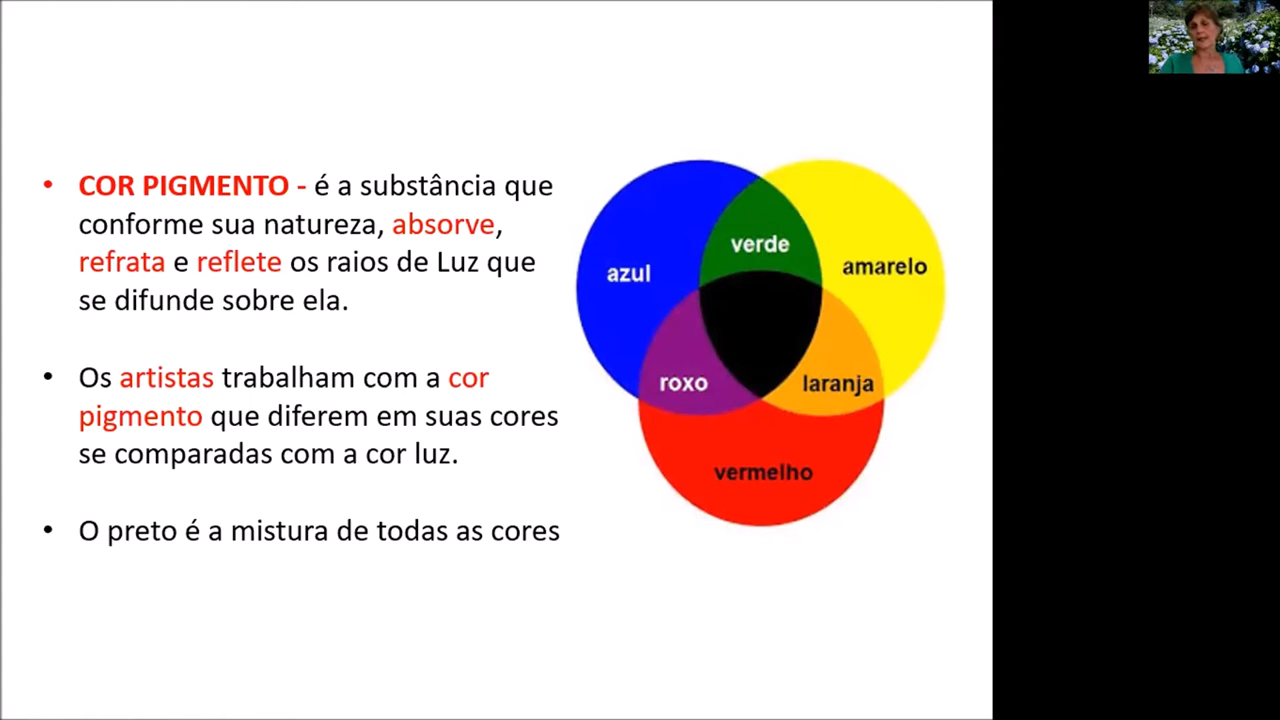 • COR PIGMENTO - é a substância que
conforme sua natureza, absorve,
refrata e reflete os raios de Luz que
se difunde sobre ela.
• Os artistas trabalham com a cor
pigmento que diferem em suas cores
se comparadas com a cor luz.
• O preto é a mistura de todas as cores
verde
azul
amarelo
roxo
laranja
vermelho